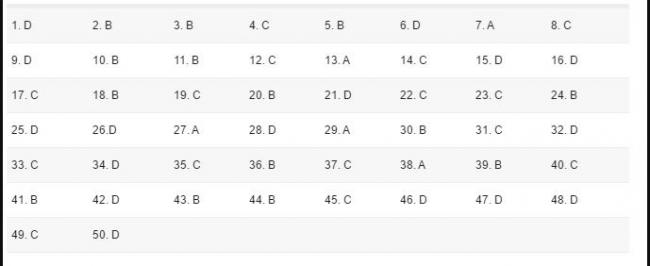 1. D 2. B 3. B 4. C 5. B 6. D 7. A 8. C
9. D 10. B 11. B 12. C 13. A 14. C 15. D 16. D
17. C 18. B 19. C 20. B 21. D 22. C 23. C 24. B
25. D 26.D 27. A 28. D 29. A 30. B 31. C 32. D
33. C 34. D 35. C 36. B 37. C 38. A 39. B 40. C
41. B 42. D 43. B 44. B 45. C 46. D 47. D 48. D
49. C 50. D